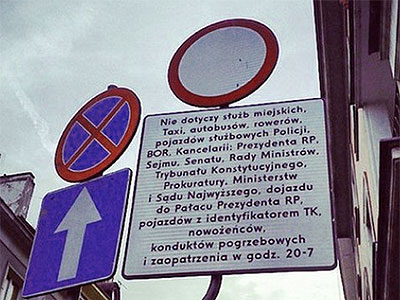 Nie dotyczy służb miejskich,
Taxi, autobusów, rowerów,
pojazdów służbowych Policji,
BOR, Kancelarii: Prezydenta RP,
Sejmu, Senatu, Rady Ministrów,
Trybunału Konstytucyjnego,
Prokuratury, Ministerstw
i Sądu Najwyższego, dojazdu
do Pałacu Prezydenta RP,
pojazdów z identyfikatorem TK,
nowożeńców,
konduktów pogrzebowych
i zaopatrzenia w godz. 20-7